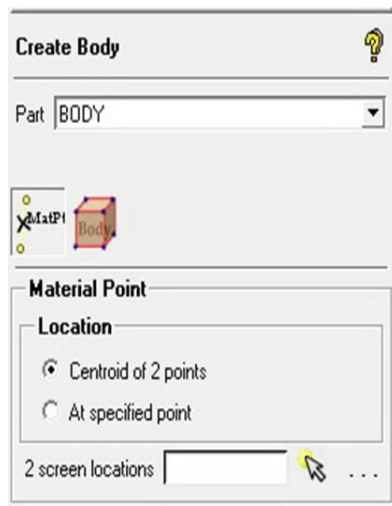 Create Body
Part BODY
MatPt Body
Material Point
Location
Centroid of 2 points
At specified point
2 screen locations ...